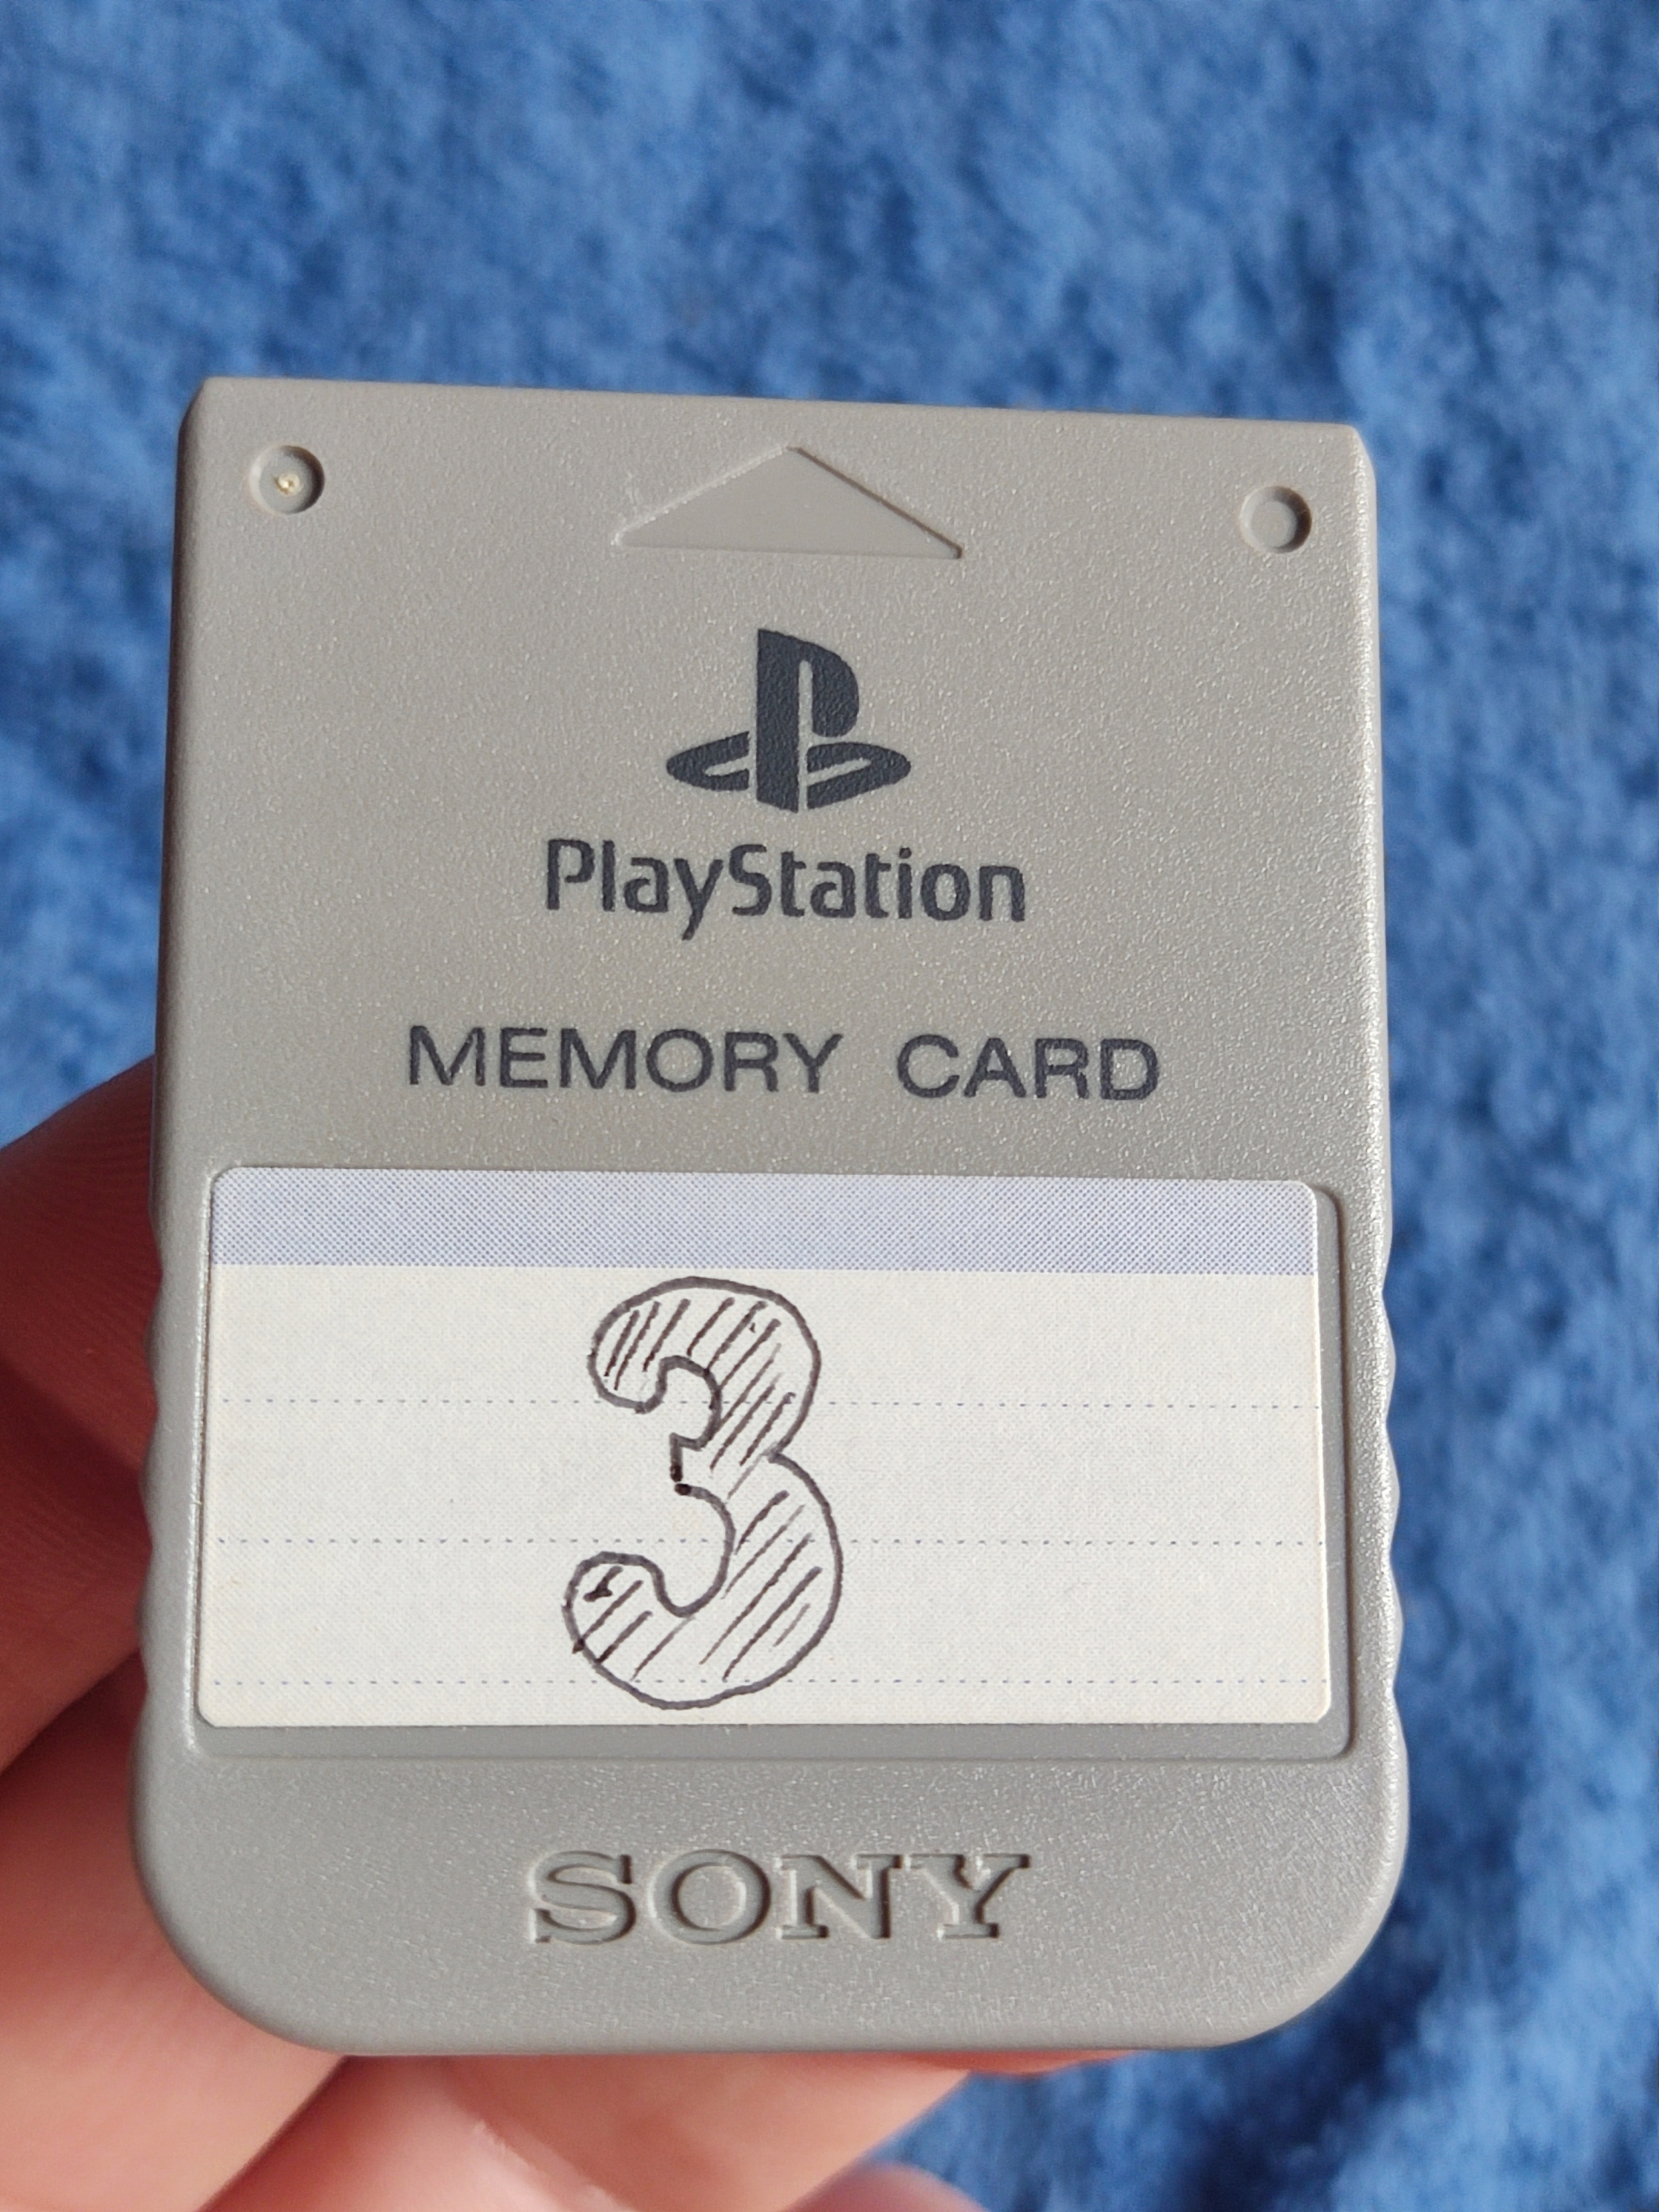 PlayStation
MEMORY CARD
3
SONY